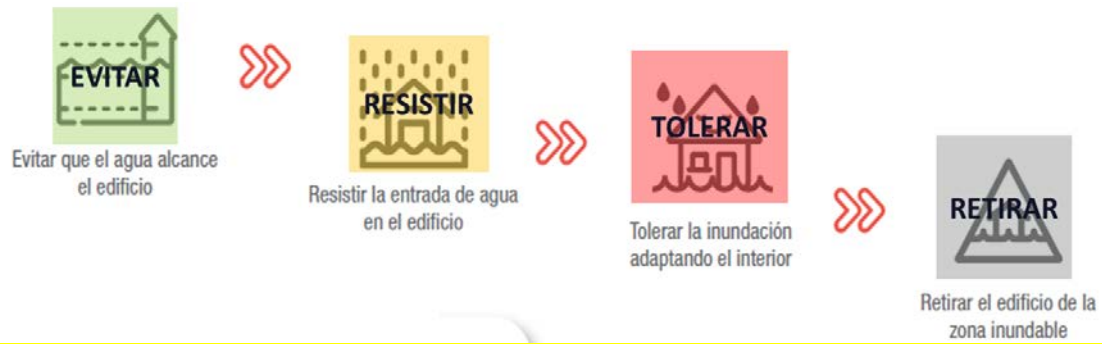 EVITAR
Evitar que el agua alcance
el edificio
RESISTIR
Resistir la entrada de agua
en el edificio
TOLERAR
Tolerar la inundación
adaptando el interior
RETIRAR
Retirar el edificio de la
zona inundable